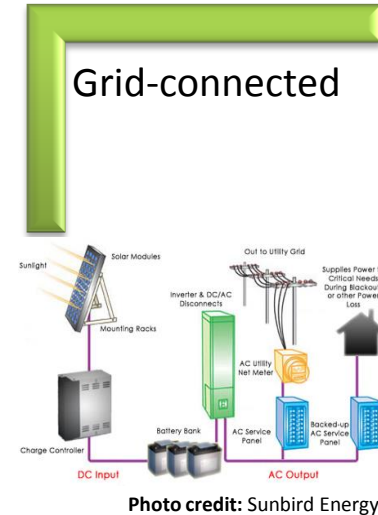 Grid-connected
Sunlight
Solar Modules
Mounting Racks
Charge Controller
DC Input
Battery Bank
Inverter & DC/AC
Disconnects
Out to Utility Grid
AC Utility
Net Meter
AC Service
Panel
Supplies Power
Critical Needs
During Blackou
or other Power
Loss
Backed-up
AC Service
Panel
AC Output
Photo credit: Sunbird Energy